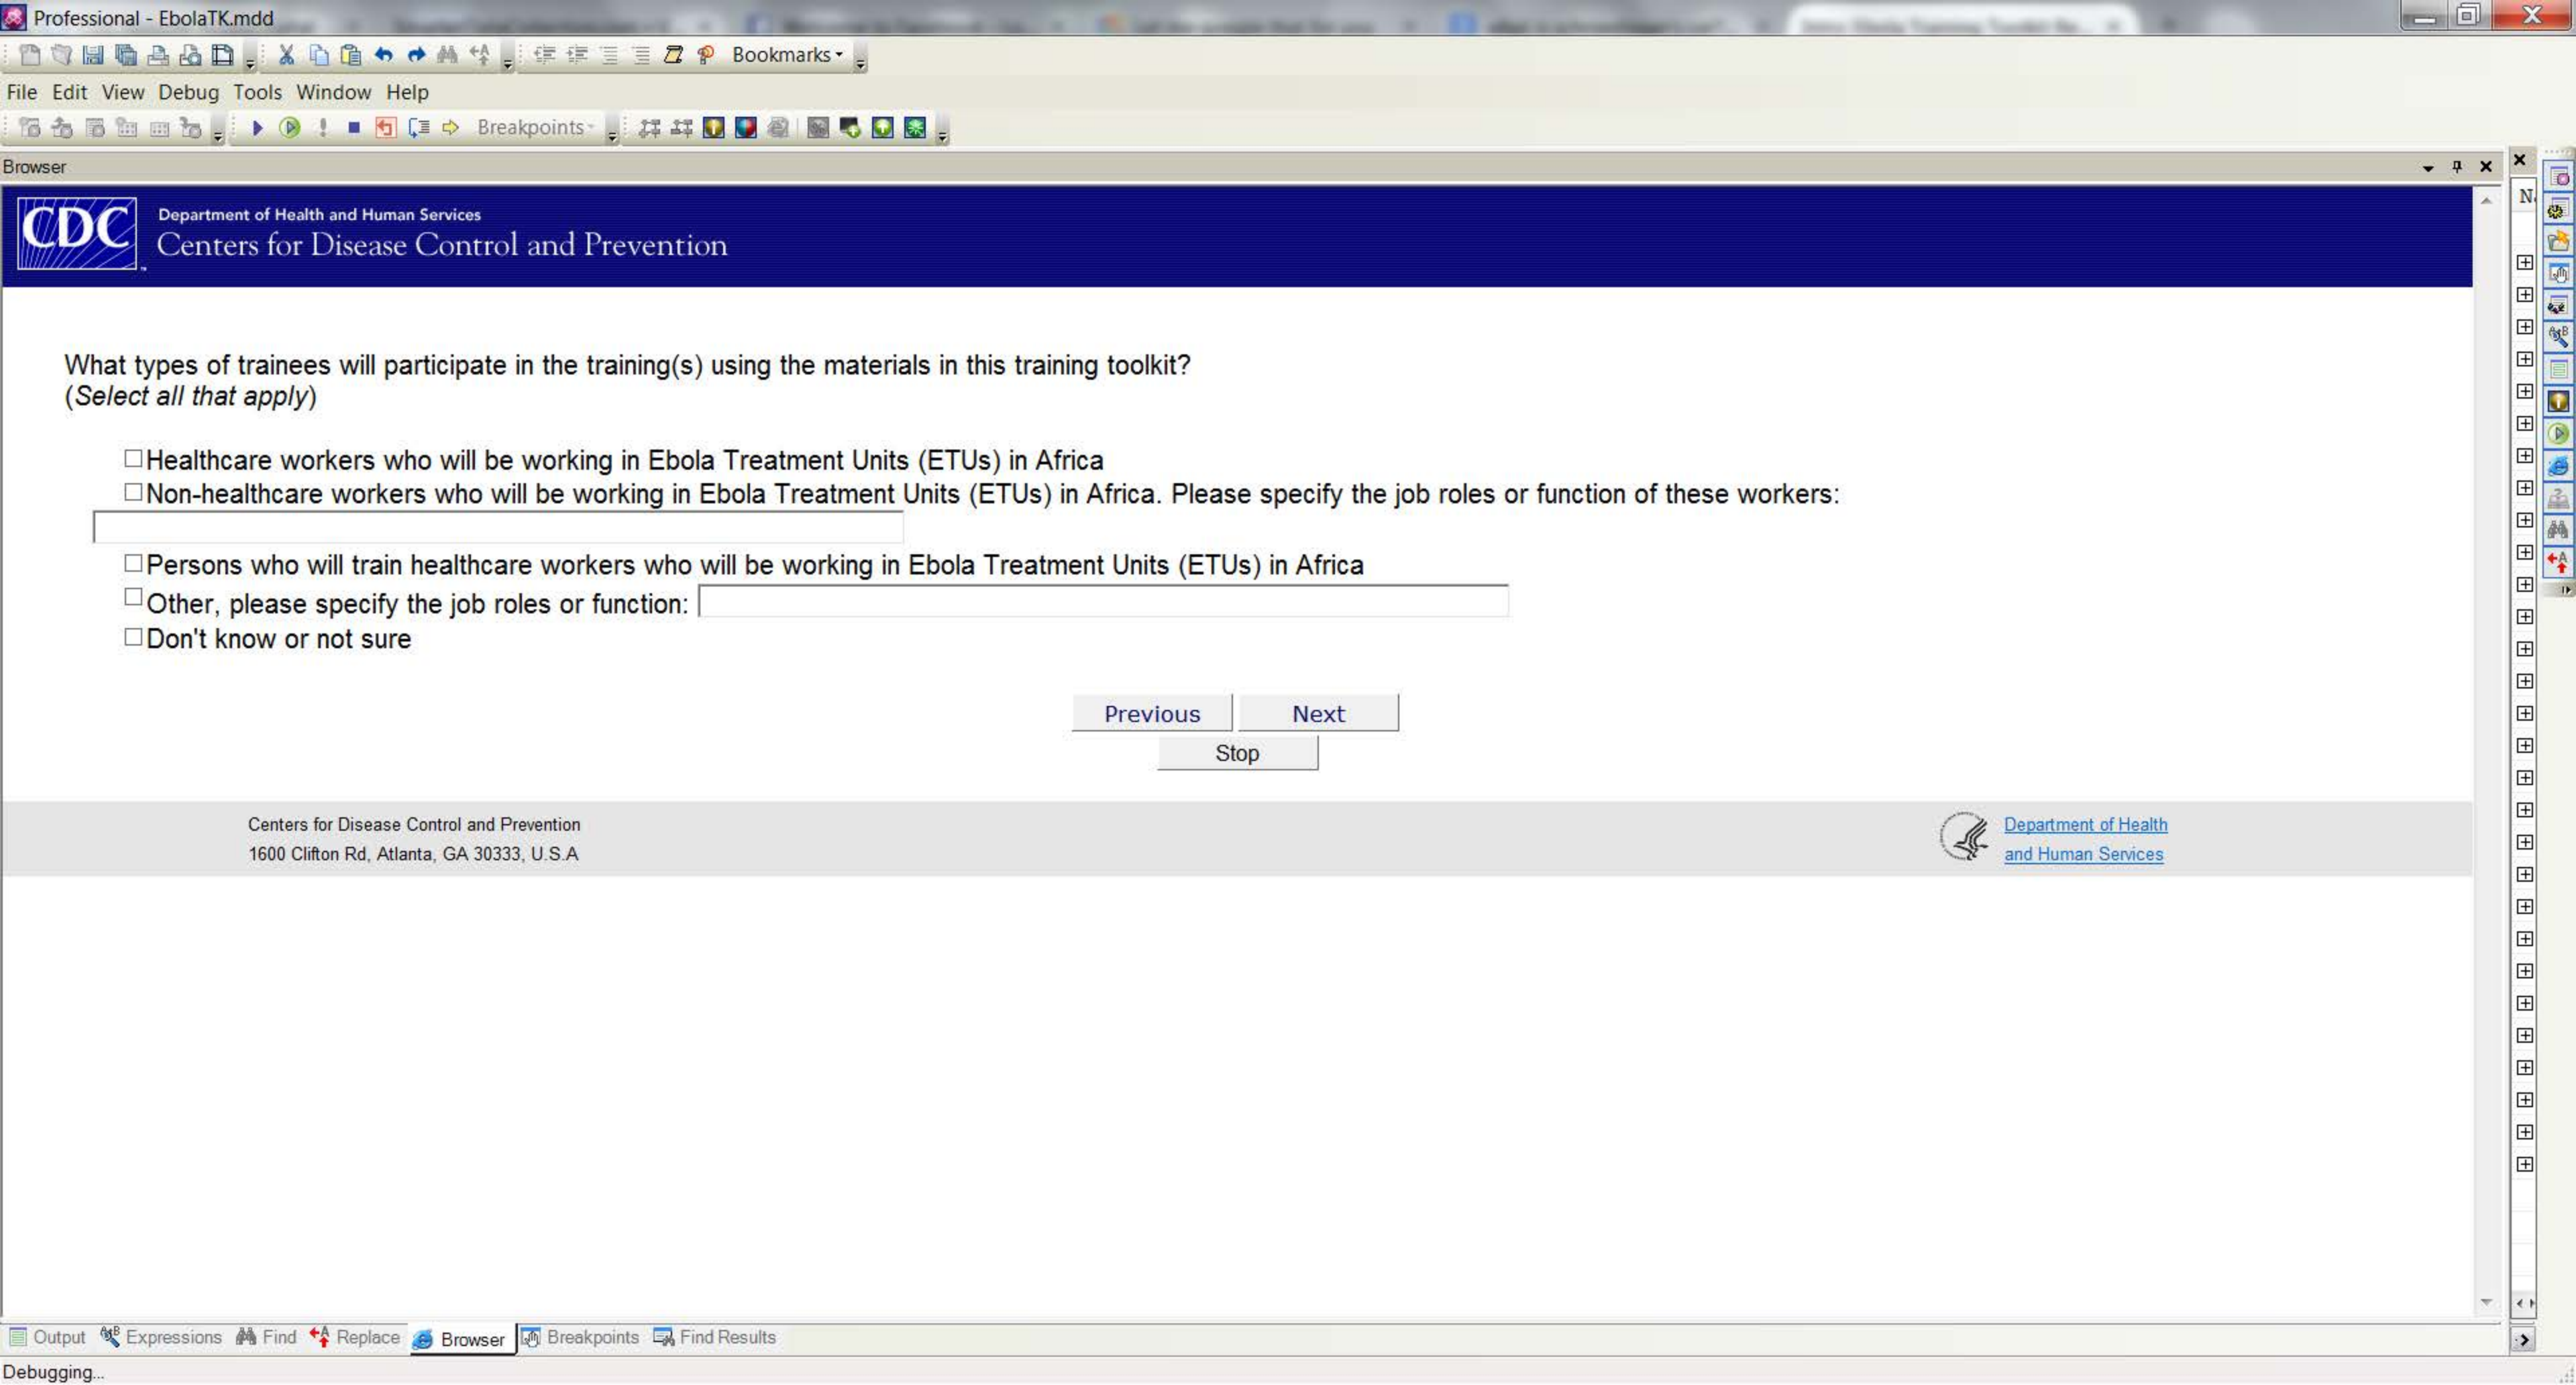 Professional - EbolaTK.mdd
Bookmarks
File Edit View Debug Tools Window Help
Breakpoints
Browser
CDC
Department of Health and Human Services
Centers for Disease Control and Prevention
What types of trainees will participate in the training(s) using the materials in this training toolkit?
(Select all that apply)
Healthcare workers who will be working in Ebola Treatment Units (ETUs) in Africa
Non-healthcare workers who will be working in Ebola Treatment Units (ETUs) in Africa. Please specify the job roles or function of these workers:
Persons who will train healthcare workers who will be working in Ebola Treatment Units (ETUs) in Africa
Other, please specify the job roles or function:
Don't know or not sure
Previous Next
Stop
Centers for Disease Control and Prevention
1600 Clifton Rd, Atlanta, GA 30333, U.S.A
Department of Health
and Human Services
Output Expressions Find Replace Browser Breakpoints Find Results
Debugging...